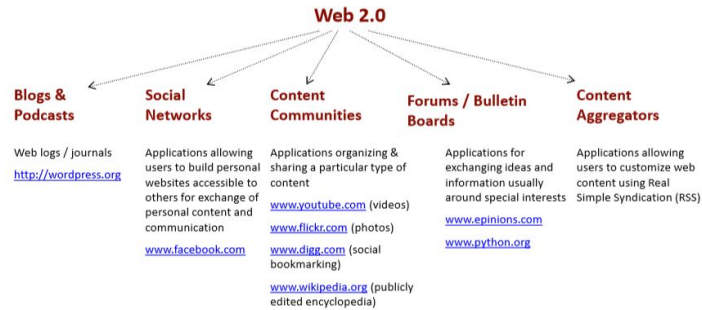 Web 2.0
Blogs &
Podcasts
Web logs / journals
http://wordpress.org
Social
Networks
Applications allowing
users to build personal
websites accessible to
others for exchange of
personal content and
communication
www.facebook.com
Content
Communities
Applications organizing &
sharing a particular type of
content
www.youtube.com (videos)
www.flickr.com (photos)
www.digg.com (social
bookmarking)
www.wikipedia.org (publicly
edited encyclopedia)
Forums / Bulletin
Boards
Applications for
exchanging ideas and
information usually
around special interests
www.epinions.com
www.python.org
Content
Aggregators
Applications allowing
users to customize web
content using Real
Simple Syndication (RSS)